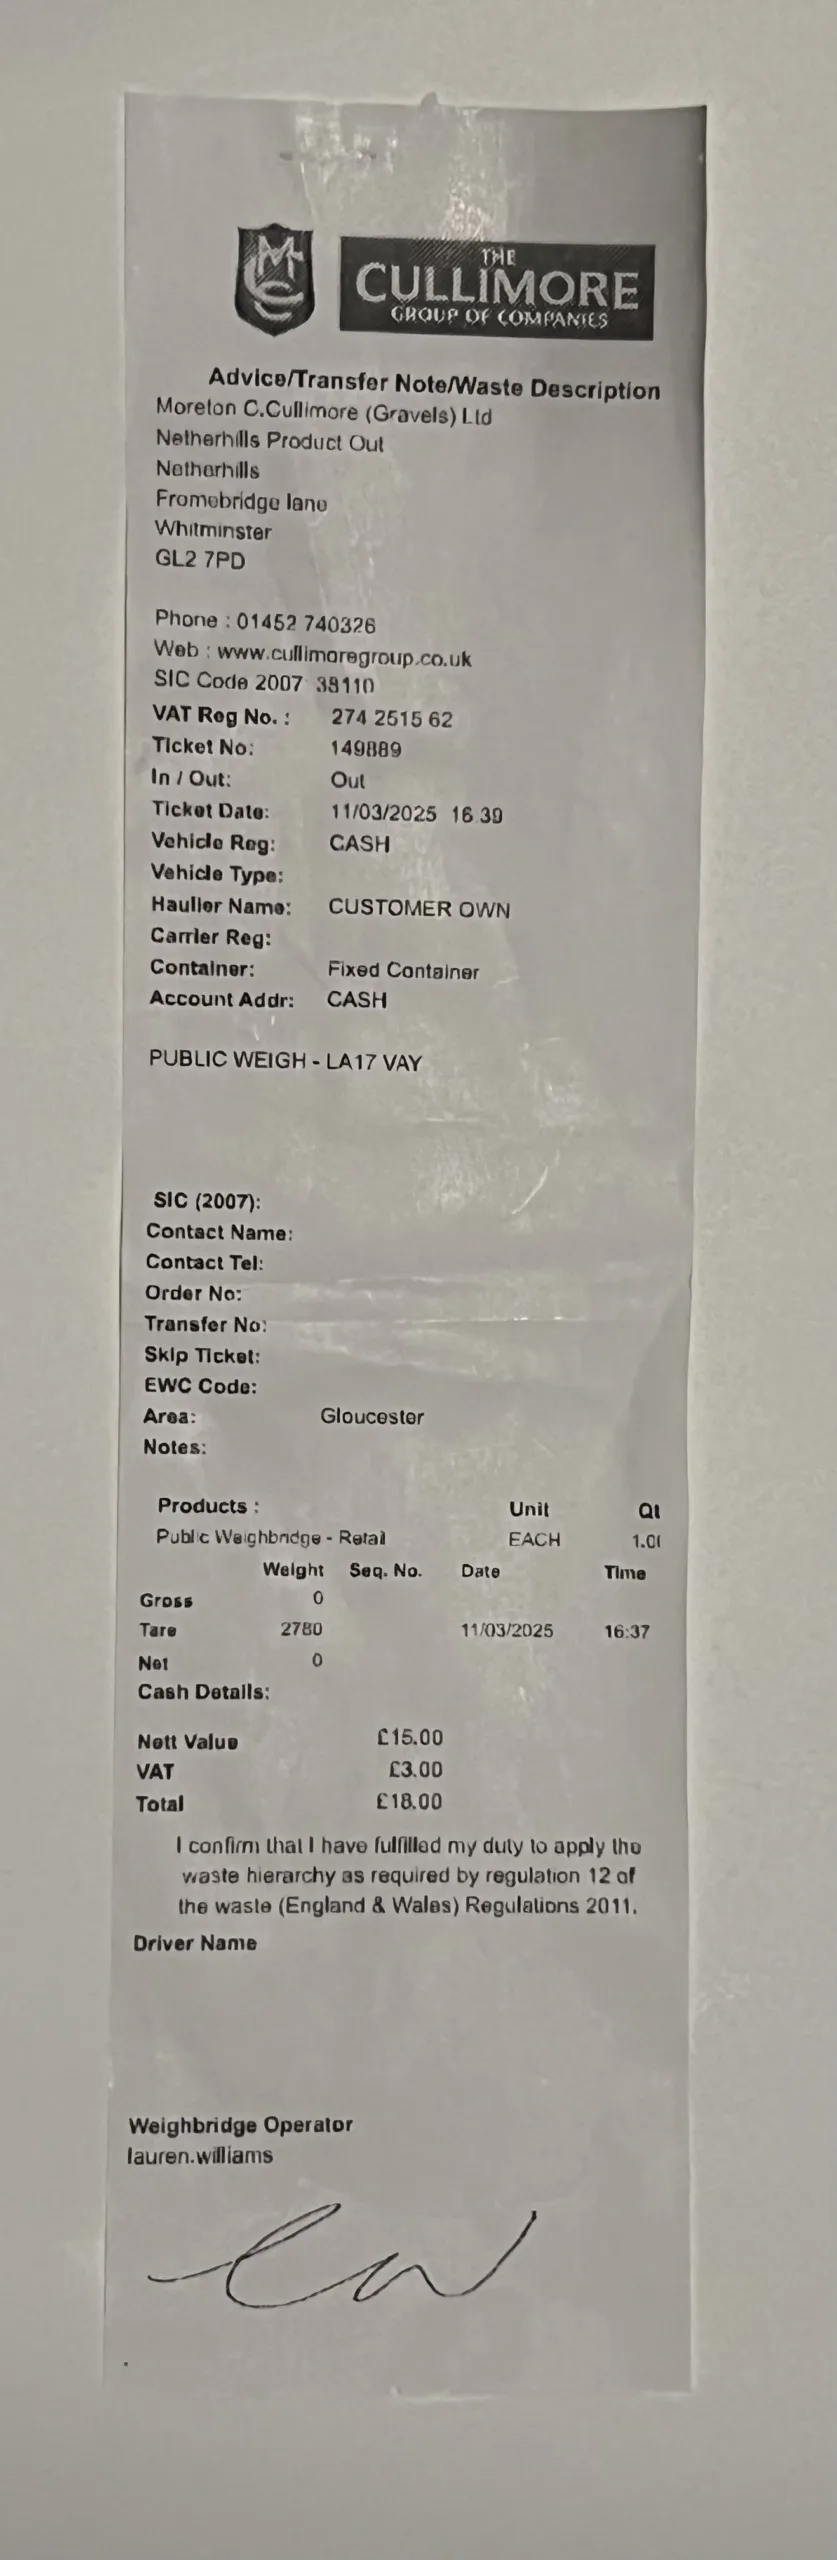 MCC
THE
CULLIMORE
GROUP OF COMPANIES
Advice/Transfer Note/Waste Description
Moreton C.Cullimore (Gravels) Ltd
Netherhills Product Out
Netherhills
Fromebridge lane
Whitminster
GL2 7PD
Phone : 01452 740326
Web : www.cullimoregroup.co.uk
SIC Code 2007 38110
VAT Reg No. : 274 2515 62
Ticket No: 149889
In / Out: Out
Ticket Date: 11/03/2025 16:39
Vehicle Reg: CASH
Vehicle Type:
Haulier Name: CUSTOMER OWN
Carrier Reg:
Container: Fixed Container
Account Addr: CASH
PUBLIC WEIGH - LA17 VAY
SIC (2007):
Contact Name:
Contact Tel:
Order No:
Transfer No:
Skip Ticket:
EWC Code:
Area: Gloucester
Notes:
Products : Unit Qt
Public Weighbridge - Retail EACH 1.0
Weight Seq. No. Date Time
Gross 0
Tare 2780 11/03/2025 16:37
Net 0
Cash Details:
Nett Value £15.00
VAT £3.00
Total £18.00
I confirm that I have fulfilled my duty to apply the
waste hierarchy as required by regulation 12 of
the waste (England & Wales) Regulations 2011.
Driver Name
Weighbridge Operator
lauren.williams